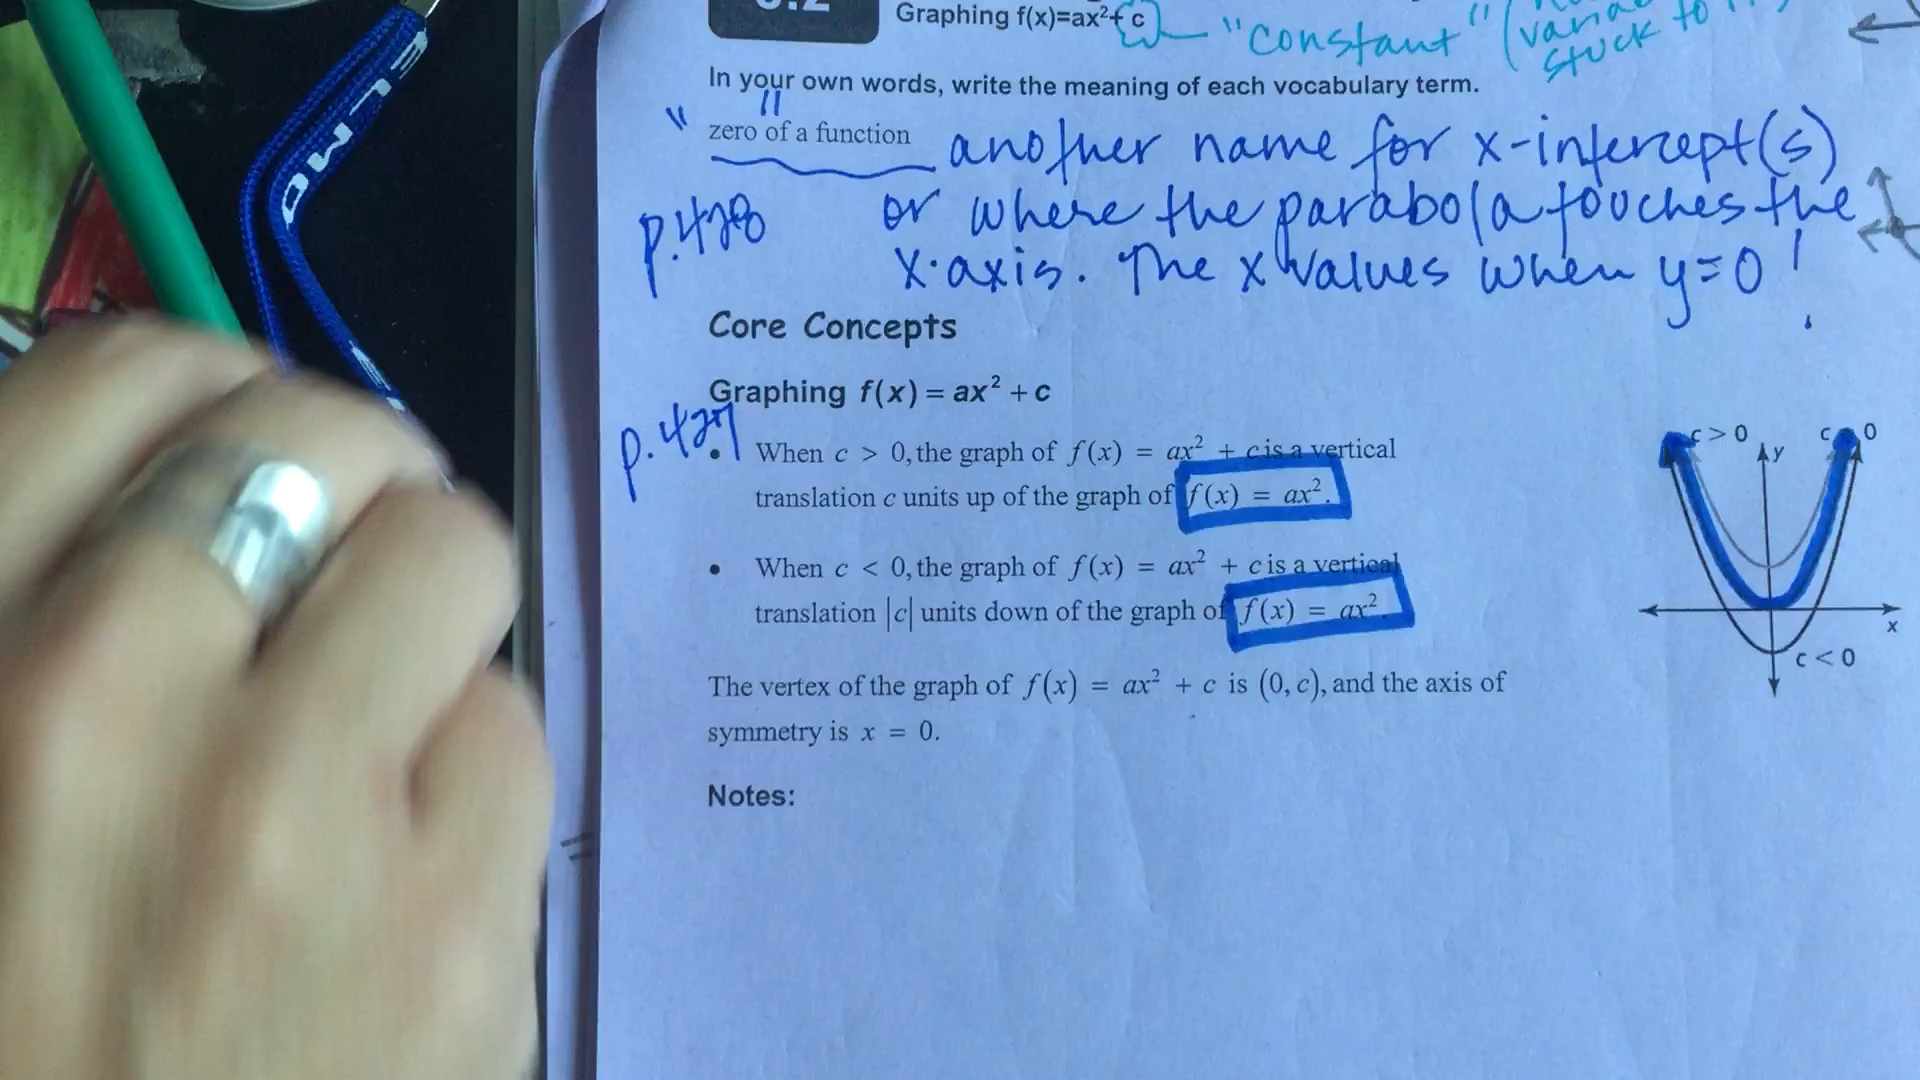 Graphing f(x)=ax²+ c "constant" (
stuck to
In your own words, write the meaning of each vocabulary term.
" zero of a function " another name for x-intercept(s)
p.428 or where the parabola touches the
x-axis. The x values when y=0!
Core Concepts
Graphing f(x) = ax² + c
p.427
• When c > 0, the graph of f(x) = ax² + c is a vertical
translation c units up of the graph of f(x) = ax².
• When c < 0, the graph of f(x) = ax² + c is a vertical
translation |c| units down of the graph of f(x) = ax².
The vertex of the graph of f(x) = ax² + c is (0, c), and the axis of
symmetry is x = 0.
Notes:
c > 0
y
c 0
x
c < 0
ELMO